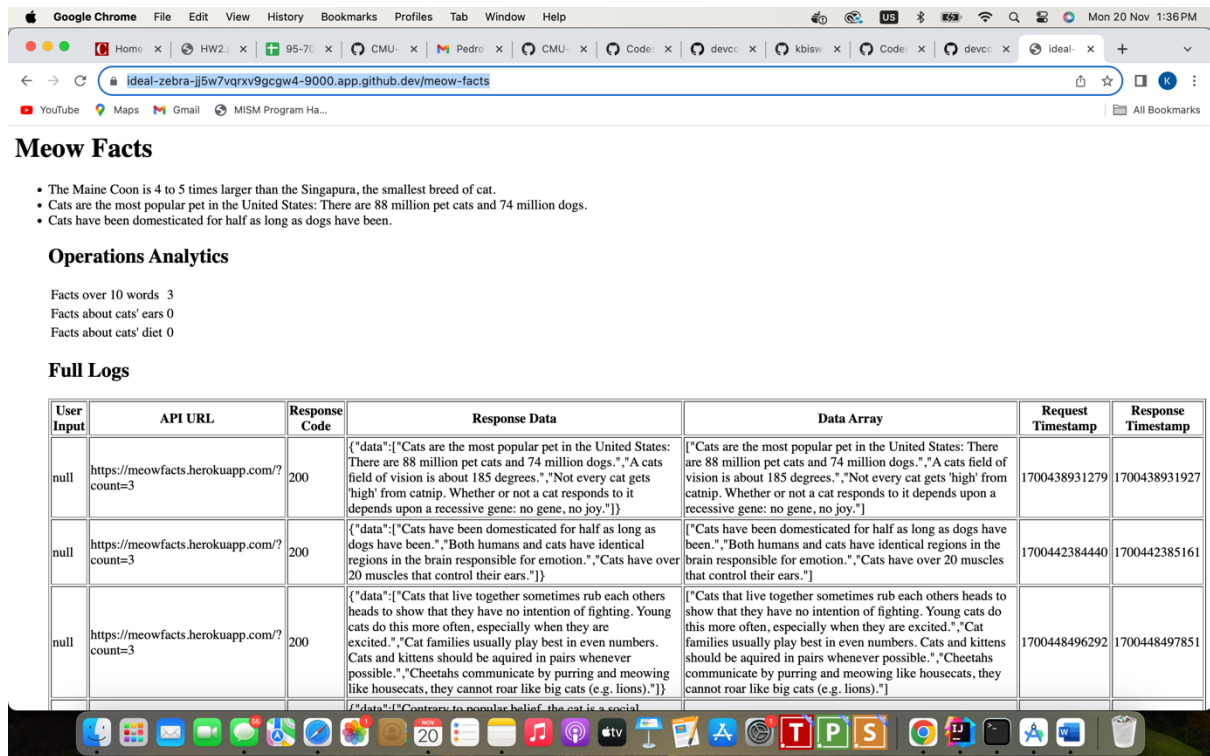 Google Chrome File Edit View History Bookmarks Profiles Tab Window Help US Mon 20 Nov 1:36 PM
Home HW2. 95-70 CMU- Pedro CMU- Code devco kbisw Code devco ideal-
ideal-zebra-jj5w7vqrxv9gcgw4-9000.app.github.dev/meow-facts K
YouTube Maps Gmail MISM Program Ha... All Bookmarks
Meow Facts
• The Maine Coon is 4 to 5 times larger than the Singapura, the smallest breed of cat.
• Cats are the most popular pet in the United States: There are 88 million pet cats and 74 million dogs.
• Cats have been domesticated for half as long as dogs have been.
Operations Analytics
Facts over 10 words 3
Facts about cats' ears 0
Facts about cats' diet 0
Full Logs
User Input
API URL
Response Code
Response Data
Data Array
Request Timestamp
Response Timestamp
null
https://meowfacts.herokuapp.com/?
count=3
200
{"data":["Cats are the most popular pet in the United States:
There are 88 million pet cats and 74 million dogs.","A cats
field of vision is about 185 degrees.","Not every cat gets
'high' from catnip. Whether or not a cat responds to it
depends upon a recessive gene: no gene, no joy."]}
["Cats are the most popular pet in the United States: There
are 88 million pet cats and 74 million dogs.","A cats field of
vision is about 185 degrees.","Not every cat gets 'high' from
catnip. Whether or not a cat responds to it depends upon a
recessive gene: no gene, no joy."]
1700438931279
1700438931927
null
https://meowfacts.herokuapp.com/?
count=3
200
{"data":["Cats have been domesticated for half as long as
dogs have been.","Both humans and cats have identical
regions in the brain responsible for emotion.","Cats have over
20 muscles that control their ears."]}
["Cats have been domesticated for half as long as dogs have
been.","Both humans and cats have identical regions in the
brain responsible for emotion.","Cats have over 20 muscles
that control their ears."]
1700442384440
1700442385161
null
https://meowfacts.herokuapp.com/?
count=3
200
{"data":["Cats that live together sometimes rub each others
heads to show that they have no intention of fighting. Young
cats do this more often, especially when they are
excited.","Cat families usually play best in even numbers.
Cats and kittens should be aquired in pairs whenever
possible.","Cheetahs communicate by purring and meowing
like housecats, they cannot roar like big cats (e.g. lions)."]}
["Cats that live together sometimes rub each others heads to
show that they have no intention of fighting. Young cats do
this more often, especially when they are excited.","Cat
families usually play best in even numbers. Cats and kittens
should be aquired in pairs whenever possible.","Cheetahs
communicate by purring and meowing like housecats, they
cannot roar like big cats (e.g. lions)."]
1700448496292
1700448497851
{"data":["Contrary to popular belief, the cat is a social
55 1 NOV 20 tv 1 T P S